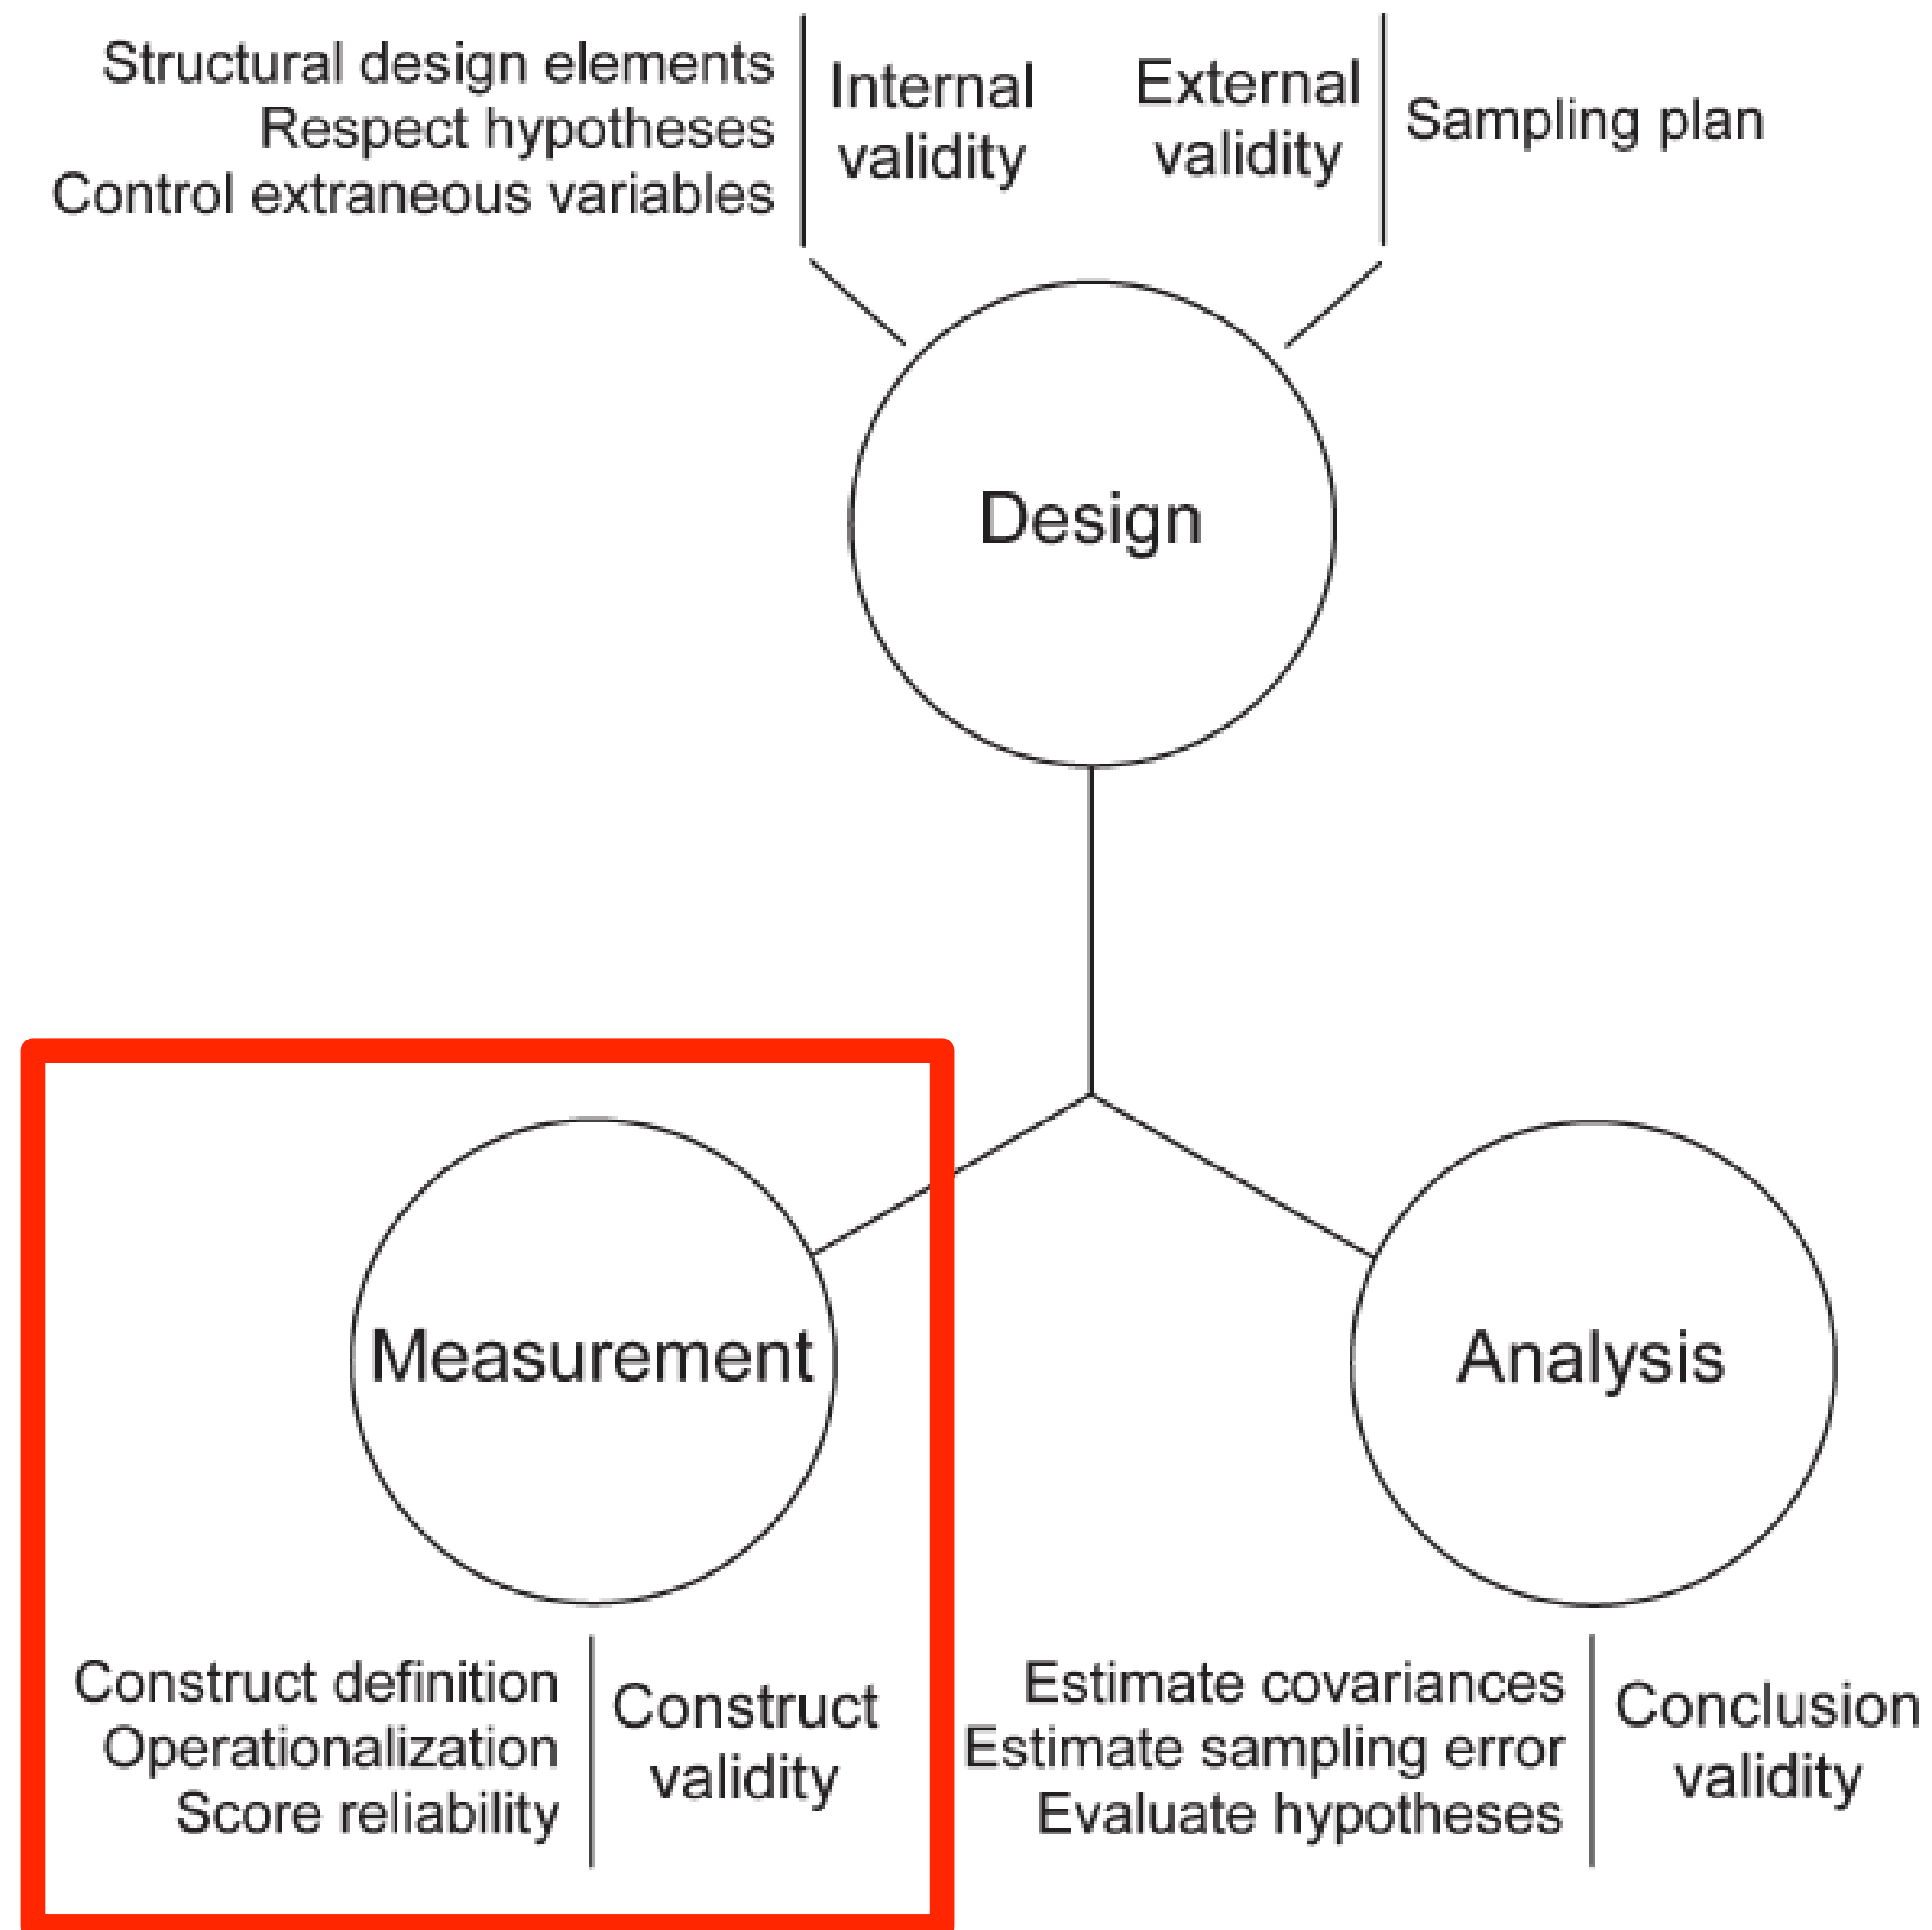 Structural design elements
Respect hypotheses
Control extraneous variables
Internal
validity
External
validity
Sampling plan
Design
Measurement
Analysis
Construct definition
Operationalization
Score reliability
Construct
validity
Estimate covariances
Estimate sampling error
Evaluate hypotheses
Conclusion
validity